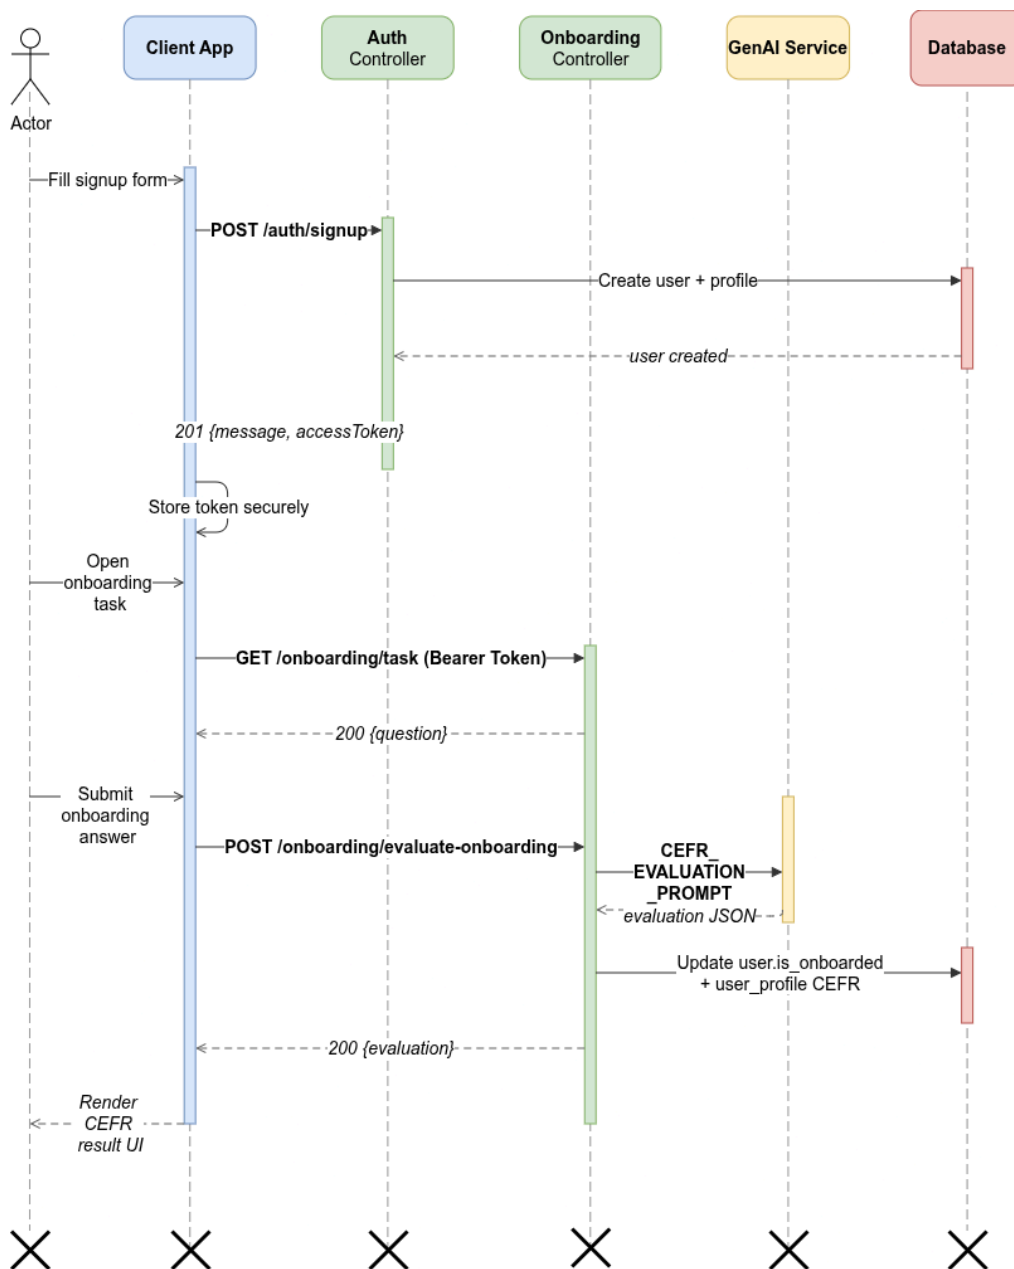 Client App
Auth
Controller
Onboarding
Controller
GenAI Service
Database
Actor
Fill signup form
POST /auth/signup
Create user + profile
user created
201 {message, accessToken}
Store token securely
Open
onboarding
task
GET /onboarding/task (Bearer Token)
200 {question}
Submit
onboarding
answer
POST /onboarding/evaluate-onboarding
CEFR_
EVALUATION
_PROMPT
evaluation JSON
Update user.is_onboarded
+ user_profile CEFR
200 {evaluation}
Render
CEFR
result UI